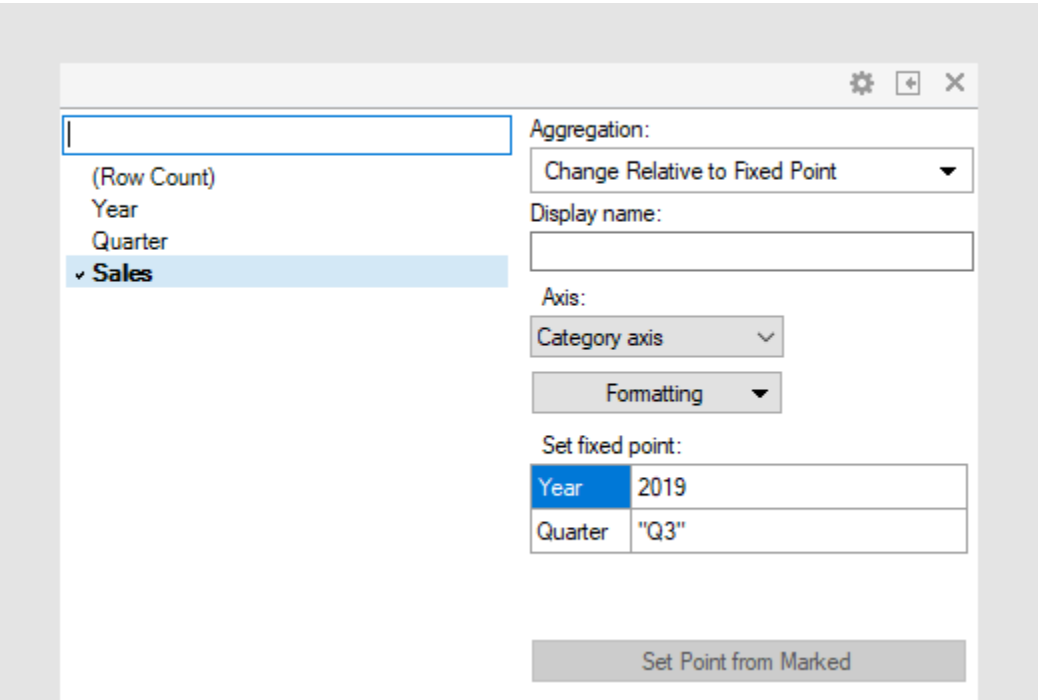 (Row Count)
Year
Quarter
Sales
Aggregation:
Change Relative to Fixed Point
Display name:
Axis:
Category axis
Formatting
Set fixed point:
Year 2019
Quarter "Q3"
Set Point from Marked